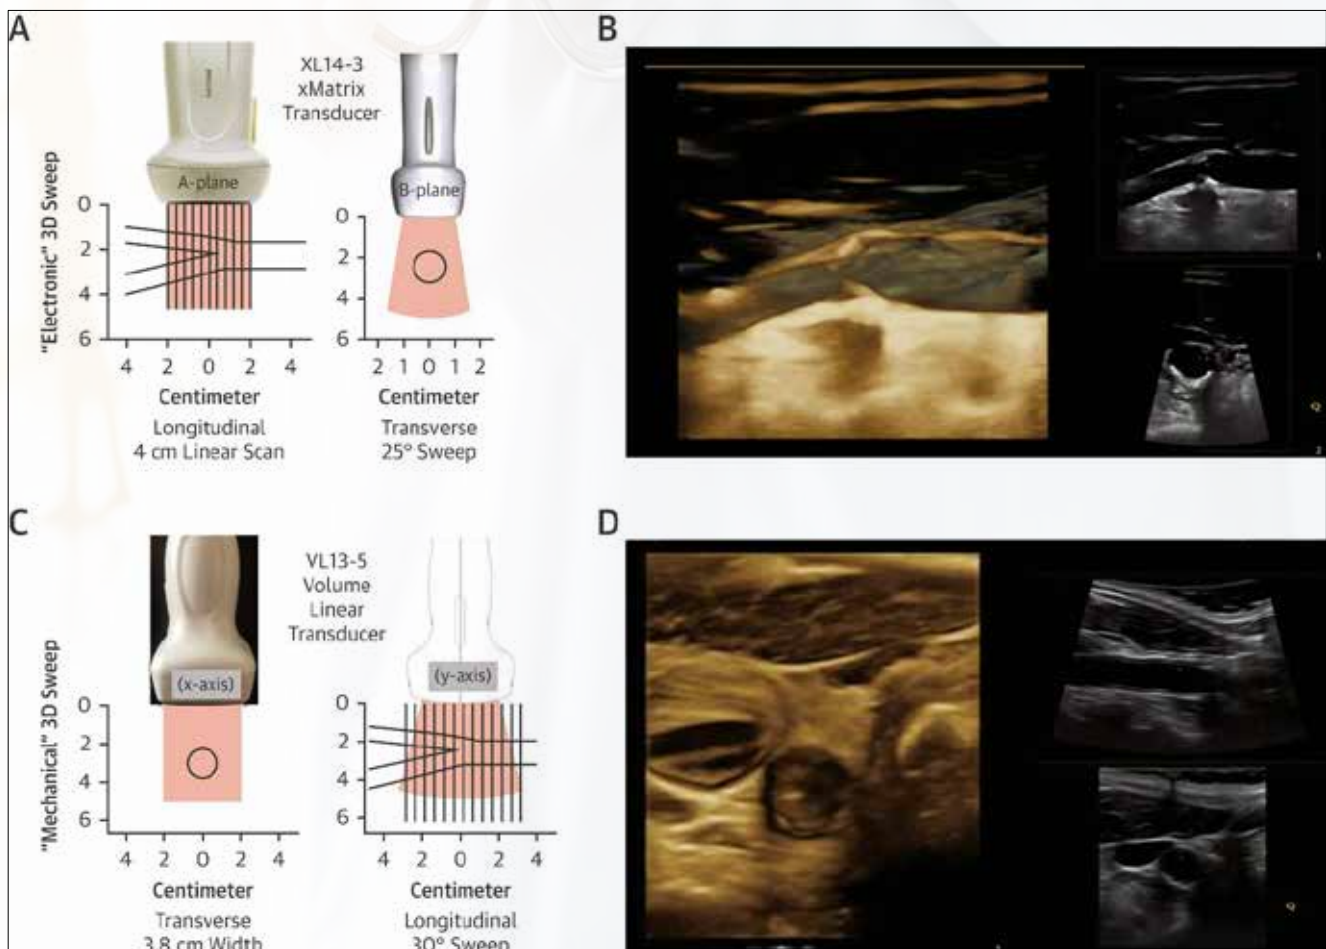 A
B
XL14-3
xMatrix
Transducer
A-plane
B-plane
"Electronic" 3D Sweep
0
2
4
6
4 2 0 2 4
Centimeter
Longitudinal
4 cm Linear Scan
0
2
4
6
2 1 0 1 2
Centimeter
Transverse
25° Sweep
1
2
C
D
VL13-5
Volume
Linear
Transducer
(x-axis)
(y-axis)
"Mechanical" 3D Sweep
0
2
4
6
4 2 0 2 4
Centimeter
Transverse
3.8 cm Width
0
2
4
6
4 2 0 2 4
Centimeter
Longitudinal
30° Sweep